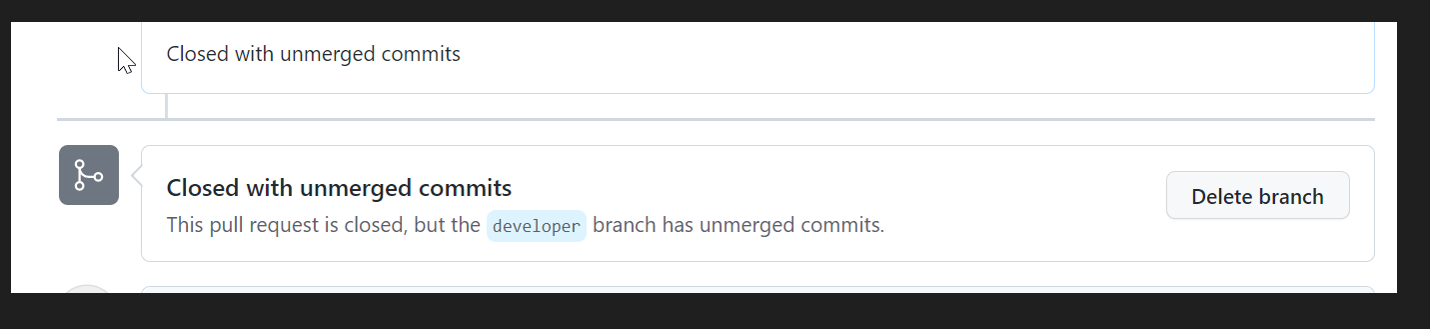 Closed with unmerged commits
Closed with unmerged commits
Delete branch
This pull request is closed, but the developer branch has unmerged commits.